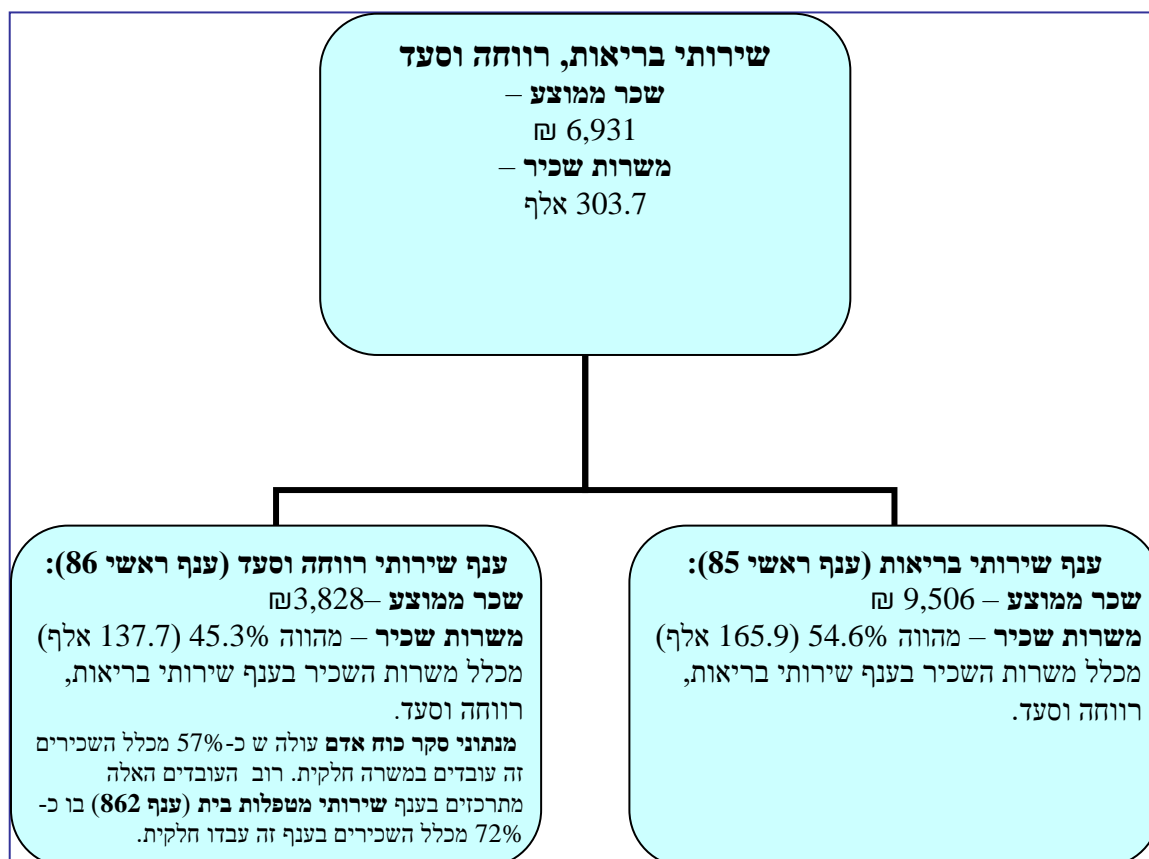 שירותי בריאות, רווחה וסעד
שכר ממוצע –
6,931 ₪
משרות שכיר –
303.7 אלף
ענף שירותי בריאות (ענף ראשי 85):
שכר ממוצע – 9,506 ₪
משרות שכיר – מהווה 54.6% (165.9 אלף)
מכלל משרות השכיר בענף שירותי בריאות,
רווחה וסעד.
ענף שירותי רווחה וסעד (ענף ראשי 86):
שכר ממוצע –3,828₪
משרות שכיר – מהווה 45.3% (137.7 אלף)
מכלל משרות השכיר בענף שירותי בריאות,
רווחה וסעד.
מנתוני סקר כוח אדם עולה ש כ-57% מכלל השכירים
זה עובדים במשרה חלקית. רוב העובדים האלה
מתרכזים בענף שירותי מטפלות בית (ענף 862) בו כ-
72% מכלל השכירים בענף זה עבדו חלקית.